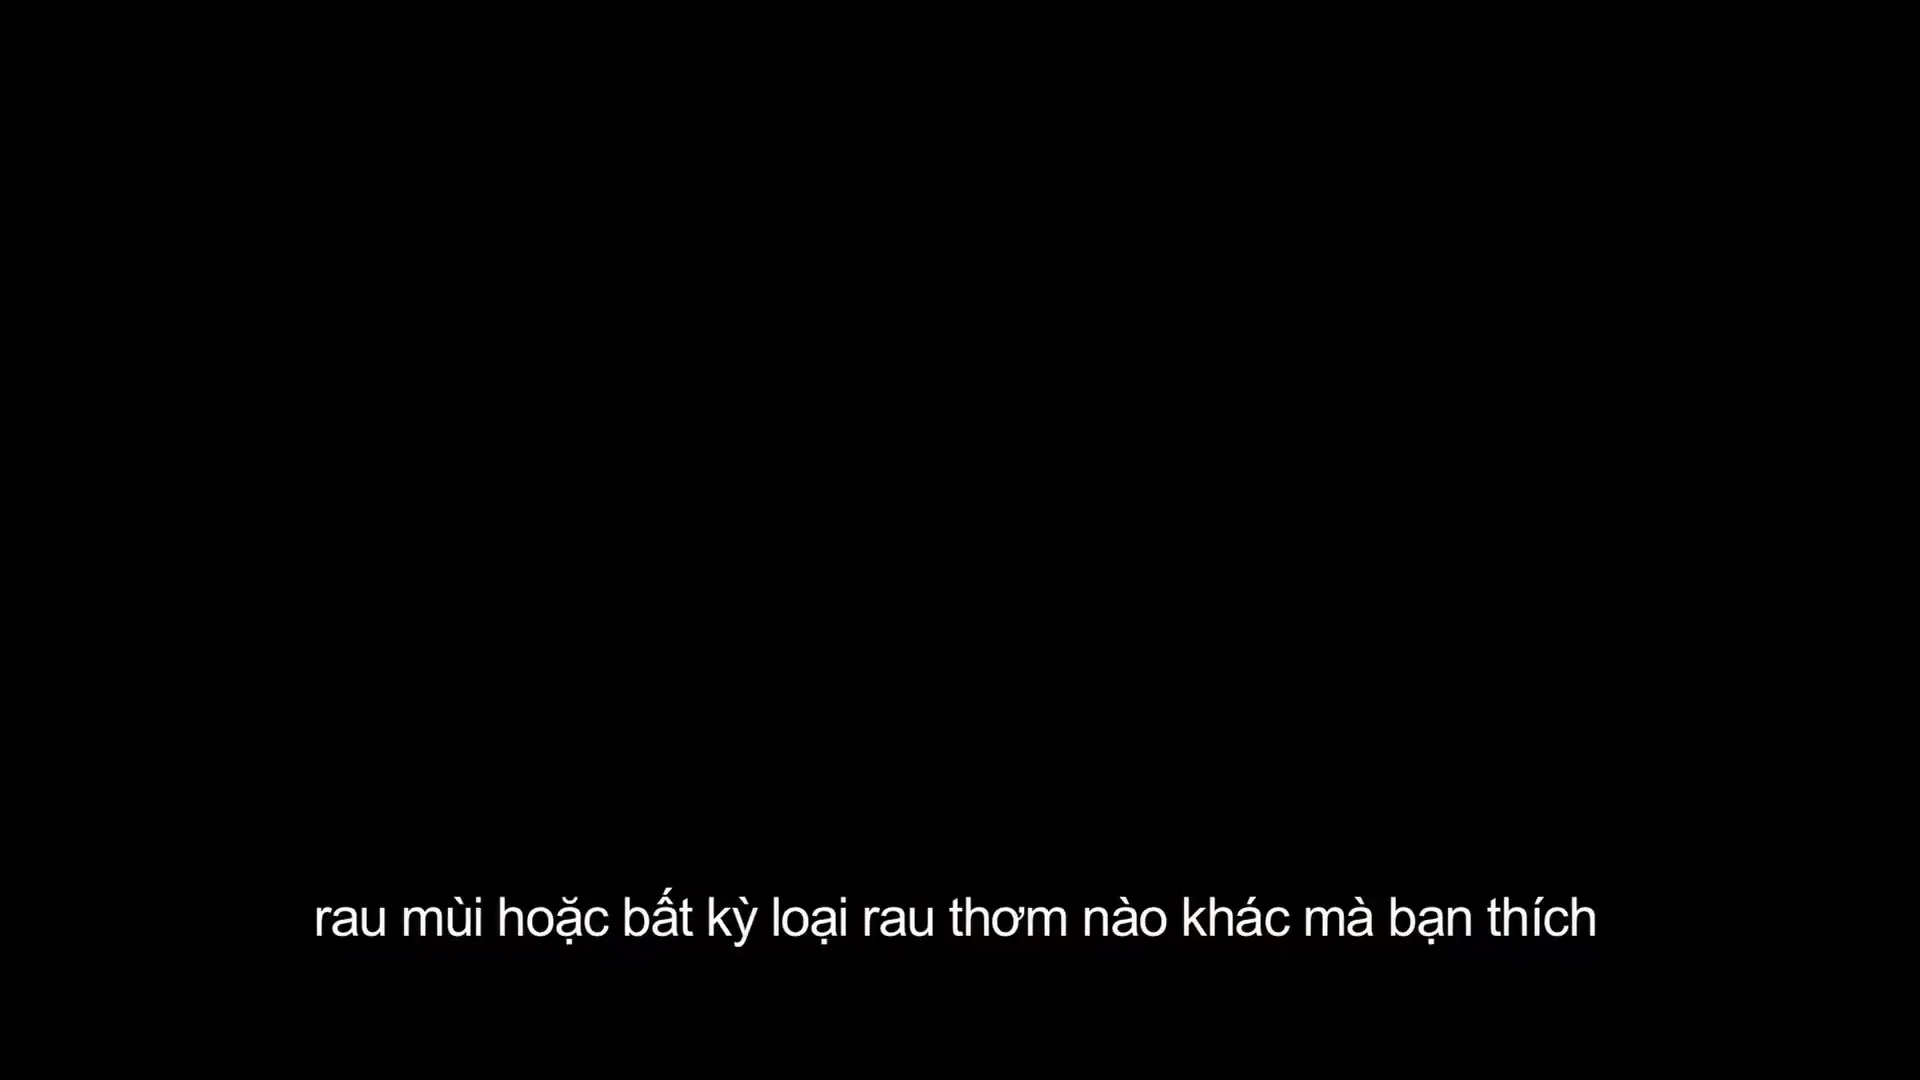 rau mùi hoặc bất kỳ loại rau thơm nào khác mà bạn thích